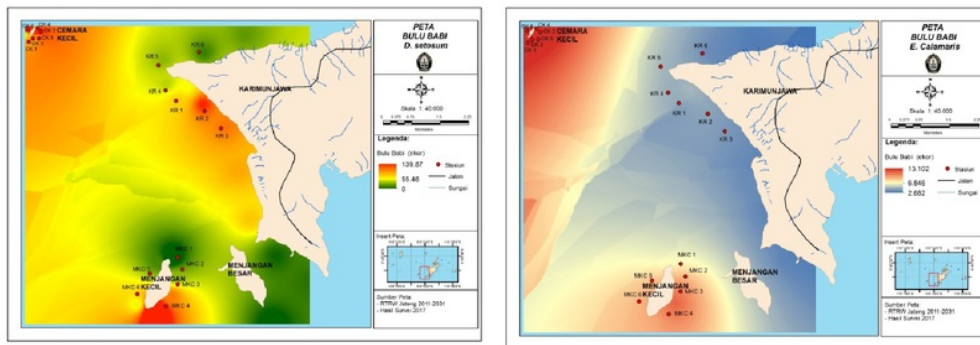 PETA
BULU BABI
D. setosum
Skala 1: 40.000
Kilometers
Legenda:
Bulu Babi (ekor)
139.87
55.46
0
Stasiun
Jalan
Sungai
Insert Peta:
Sumber Peta:
- RTRW Jateng 2011-2031
- Hasil Survei 2017
CEMARA
KECIL
KR 6
KR 5
KR 4
KR 1
KR 2
KR 3
KARIMUNJAWA
MKC 1
MKC 2
MKC 5
MKC 3
MKC 6
MKC 4
MENJANGAN
KECIL
MENJANGAN
BESAR
PETA
BULU BABI
E. Calamaris
Kilometers
Legenda:
Bulu Babi (ekor)
13.102
6.646
2.682
Stasiun
Jalan
Sungai
Insert Peta:
Sumber Peta:
- RTRW Jateng 2011-2031
- Hasil Survei 2017
CEMARA
KECIL
KR 6
KR 5
KR 4
KR 1
KR 2
KR 3
KARIMUNJAWA
MKC 1
MKC 5
MKC 2
MENJANGAN
KECIL
MKC 3
MKC 6
MKC 4
MENJANGAN
BESAR